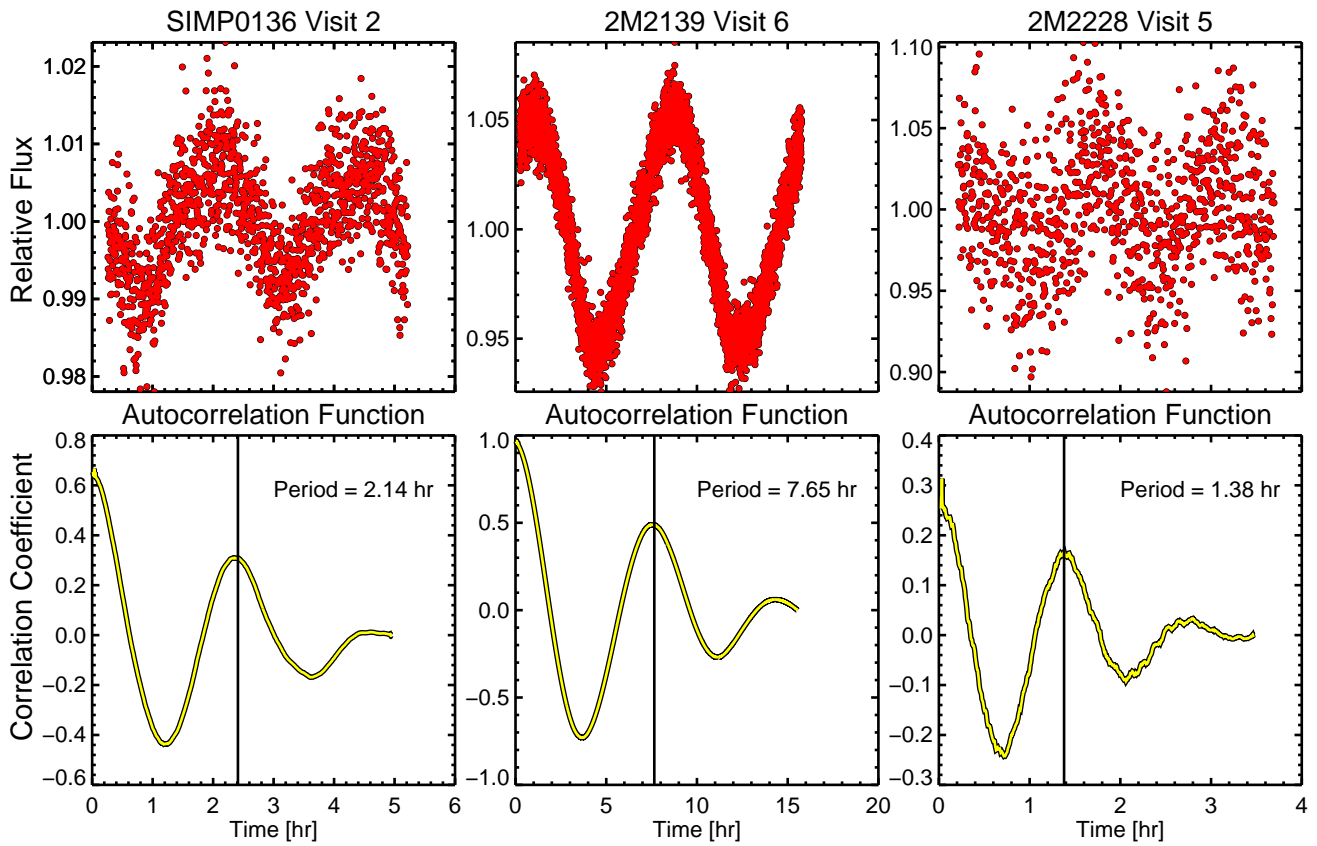 SIMP0136 Visit 2
2M2139 Visit 6
2M2228 Visit 5
Relative Flux
1.02
1.01
1.00
0.99
0.98
1.05
1.00
0.95
1.10
1.05
1.00
0.95
0.90
Autocorrelation Function
Autocorrelation Function
Autocorrelation Function
Correlation Coefficient
0.8
0.6
0.4
0.2
0.0
−0.2
−0.4
−0.6
Period = 2.14 hr
1.0
0.5
0.0
−0.5
−1.0
Period = 7.65 hr
0.4
0.3
0.2
0.1
0.0
−0.1
−0.2
−0.3
Period = 1.38 hr
0 1 2 3 4 5 6
0 5 10 15 20
0 1 2 3 4
Time [hr]
Time [hr]
Time [hr]